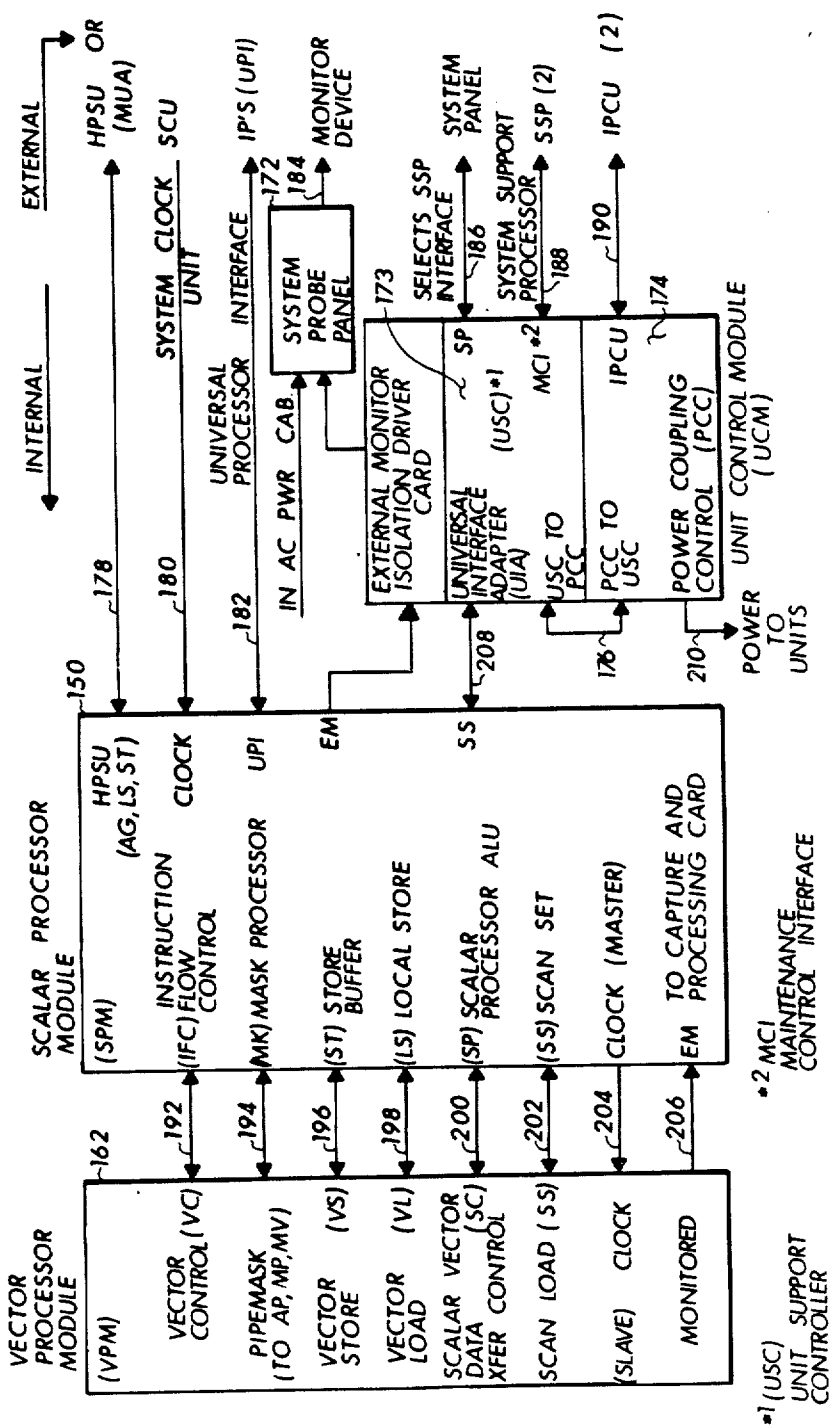 INTERNAL
EXTERNAL
VECTOR
PROCESSOR
MODULE
162
(VPM)
VECTOR
CONTROL (VC)
PIPEMASK
(TO AP, MP, MV)
VECTOR (VS)
STORE
VECTOR (VL)
LOAD
SCALAR VECTOR
DATA (SC)
XFER CONTROL
SCAN LOAD (SS)
(SLAVE) CLOCK
MONITORED
192
194
196
198
200
202
204
206
SCALAR PROCESSOR
MODULE
150
(SPM)
HPSU
(AG, LS, ST)
INSTRUCTION
(IFC) FLOW
CONTROL
CLOCK
(MK) MASK PROCESSOR UPI
(ST) STORE
BUFFER
EM
(LS) LOCAL STORE
(SP) SCALAR
PROCESSOR ALU
SS
(SS) SCAN SET
CLOCK (MASTER)
EM TO CAPTURE AND
PROCESSING CARD
178
HPSU OR
(MUA)
180
SYSTEM CLOCK
UNIT
SCU
182
UNIVERSAL
PROCESSOR INTERFACE
IP'S (UPI)
IN AC PWR CAB.
SYSTEM
PROBE
PANEL
172
184
MONITOR
DEVICE
EXTERNAL MONITOR
ISOLATION DRIVER
CARD
173
UNIVERSAL
INTERFACE
ADAPTER
(UIA)
SP
(USC)*1
USC TO
PCC
MCI *2
PCC TO
USC
IPCU
POWER COUPLING
CONTROL (PCC)
174
UNIT CONTROL MODULE
(UCM)
208
176
210
POWER
TO
UNITS
SELECTS SSP
INTERFACE
186
SYSTEM
PANEL
SYSTEM SUPPORT
PROCESSOR
188
SSP (2)
190
IPCU (2)
*1 (USC)
UNIT SUPPORT
CONTROLLER
*2 MCI
MAINTENANCE
CONTROL INTERFACE